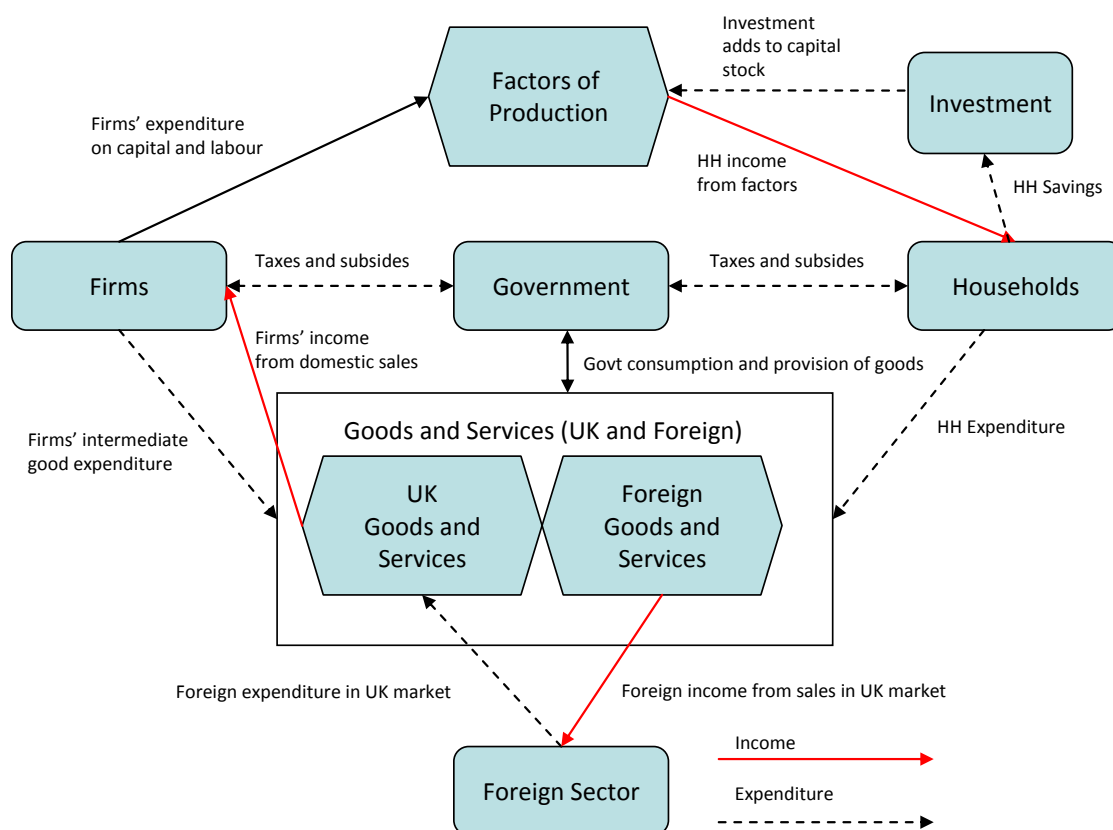 Investment
adds to capital
stock
Factors of
Production
Investment
Firms' expenditure
on capital and labour
HH income
from factors
HH Savings
Firms
Taxes and subsides
Government
Taxes and subsides
Households
Firms' income
from domestic sales
Govt consumption and provision of goods
Firms' intermediate
good expenditure
Goods and Services (UK and Foreign)
HH Expenditure
UK
Goods and
Services
Foreign
Goods and
Services
Foreign expenditure in UK market
Foreign income from sales in UK market
Foreign Sector
Income
Expenditure